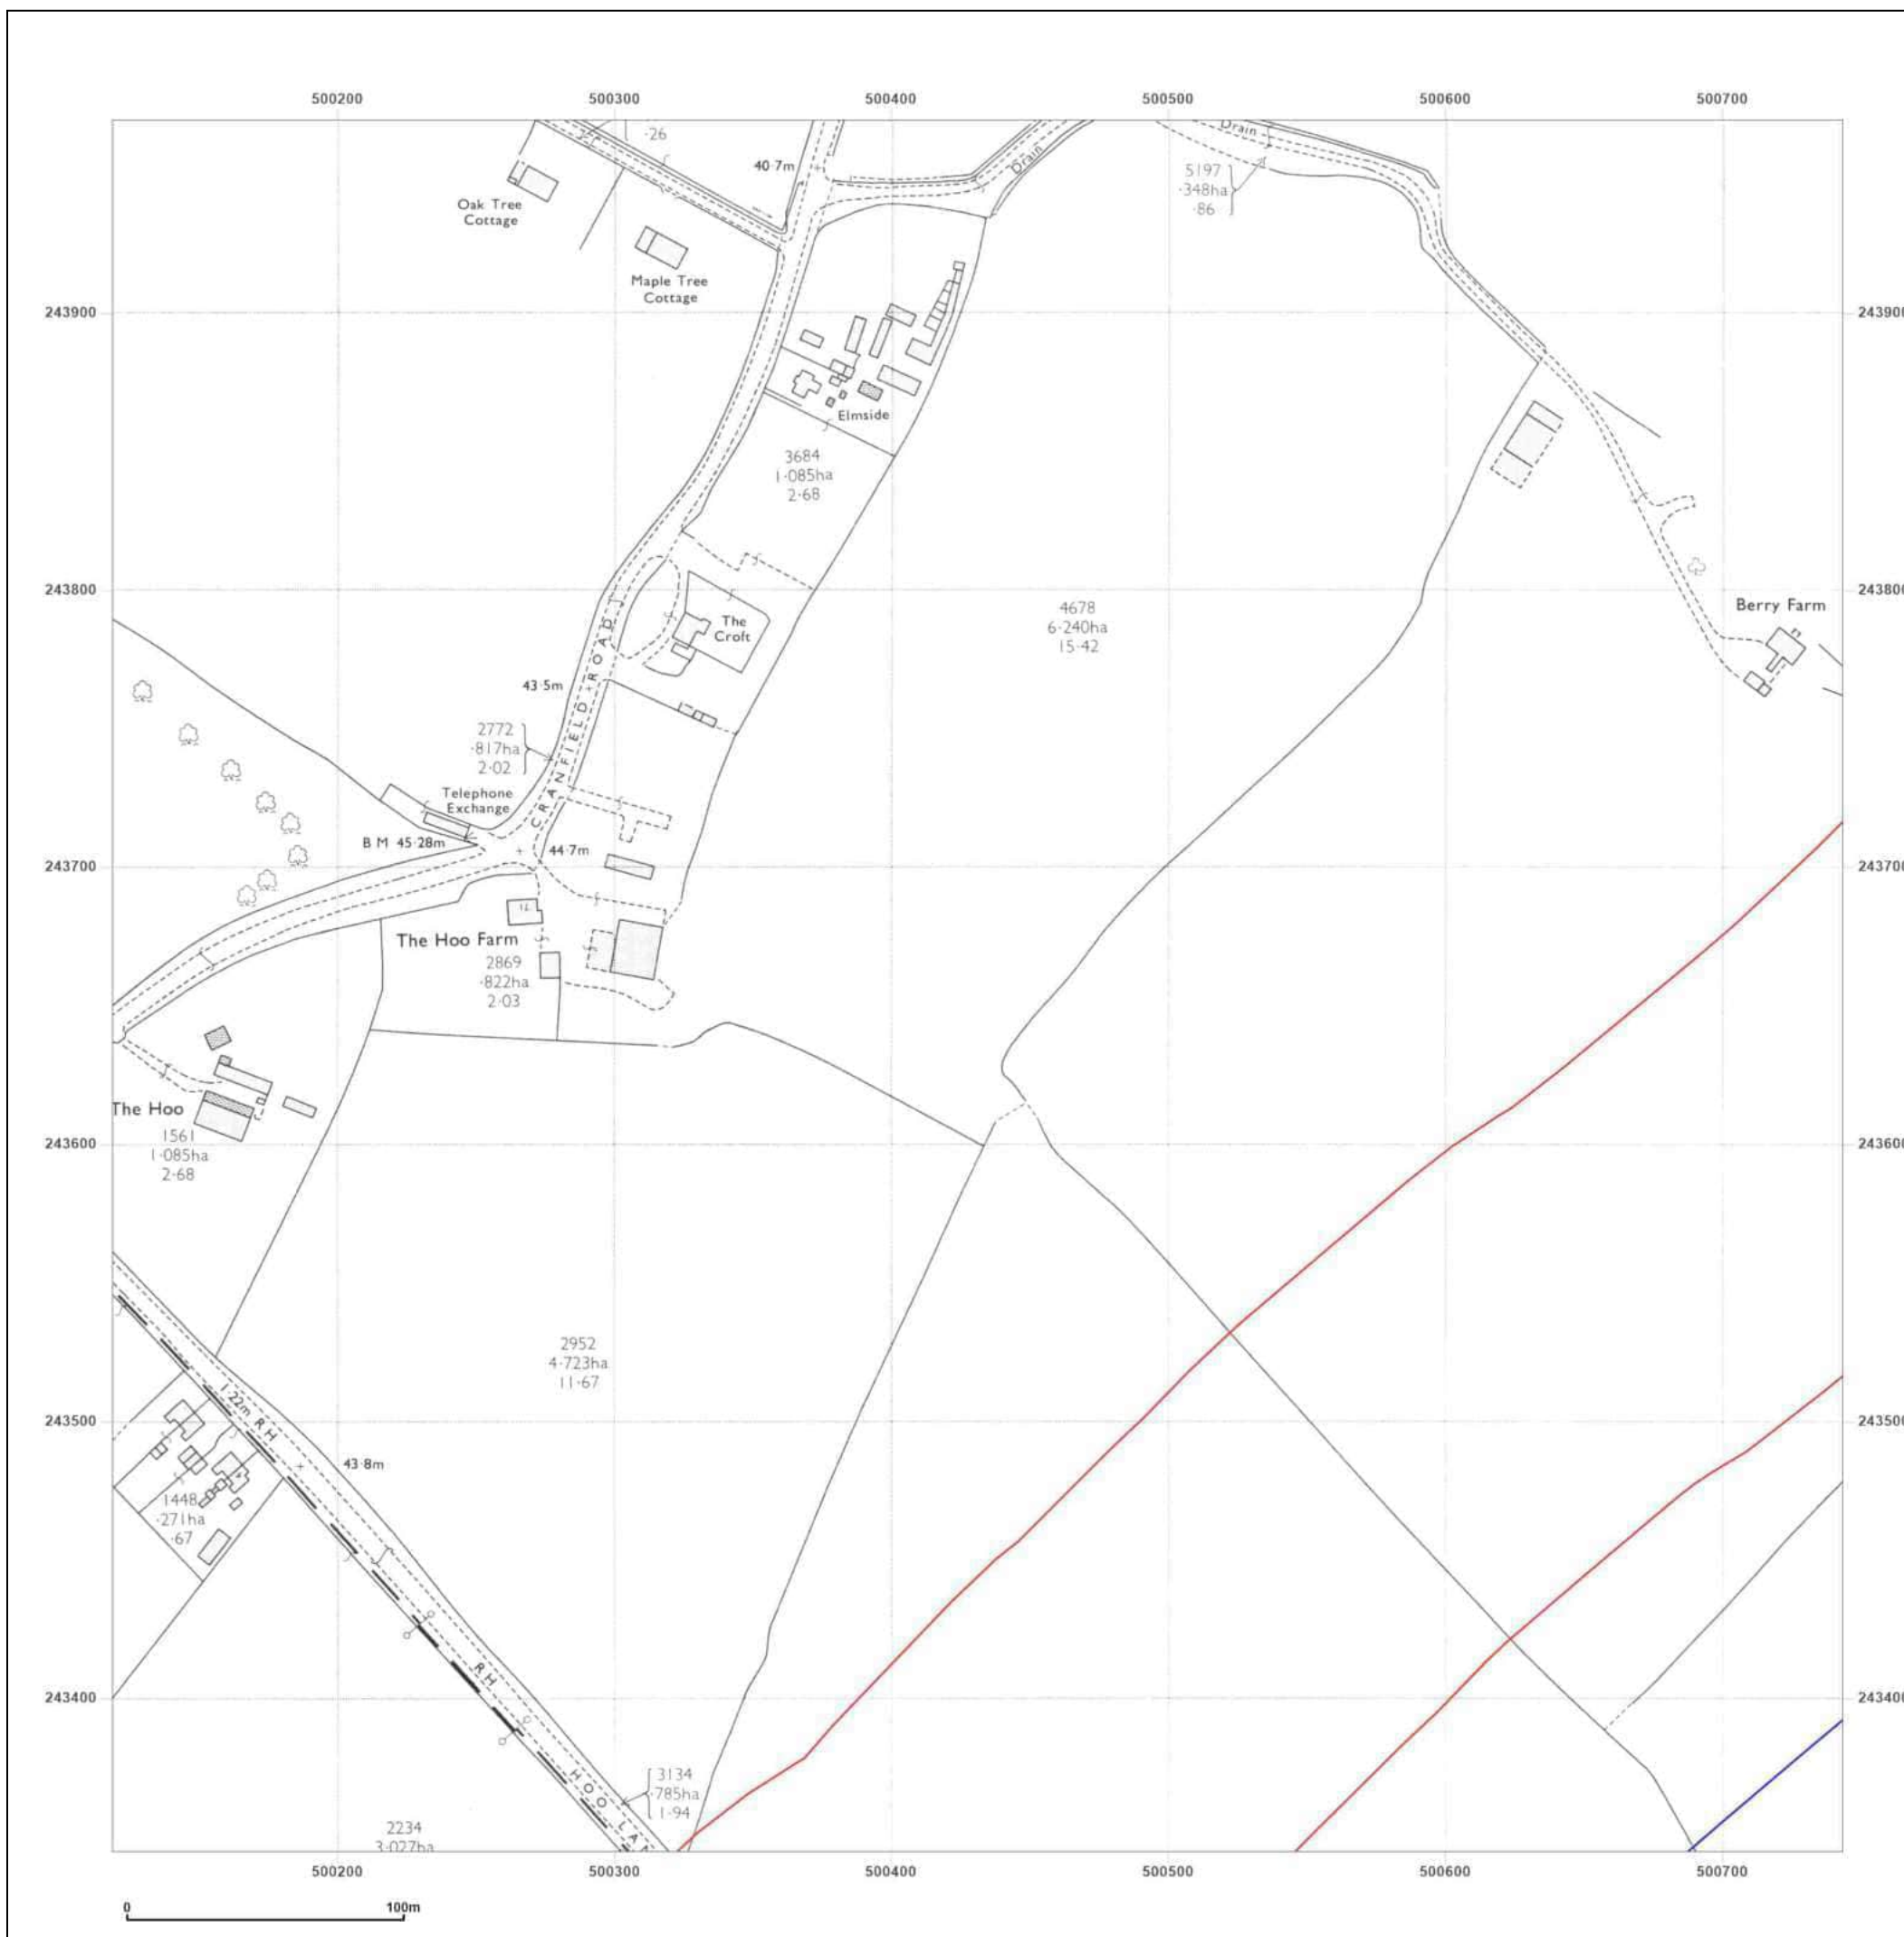 500200
500300
500400
500500
500600
500700
·26
40·7m
Drain
Drain
5197
·348ha
·86
Oak Tree
Cottage
Maple Tree
Cottage
243900
243900
Elmside
3684
1·085ha
2·68
243800
243800
4678
6·240ha
15·42
Berry Farm
The
Croft
43·5m
CRANFIELD ROAD
2772
·817ha
2·02
Telephone
Exchange
B M 45·28m
44·7m
243700
243700
The Hoo Farm
2869
·822ha
2·03
The Hoo
1561
1·085ha
2·68
243600
243600
2952
4·723ha
11·67
1·22m RH
243500
243500
43·8m
1448
·271ha
·67
RH
243400
243400
HOO LA
3134
·785ha
1·94
2234
3·027ha
500200
500300
500400
500500
500600
500700
0
100m